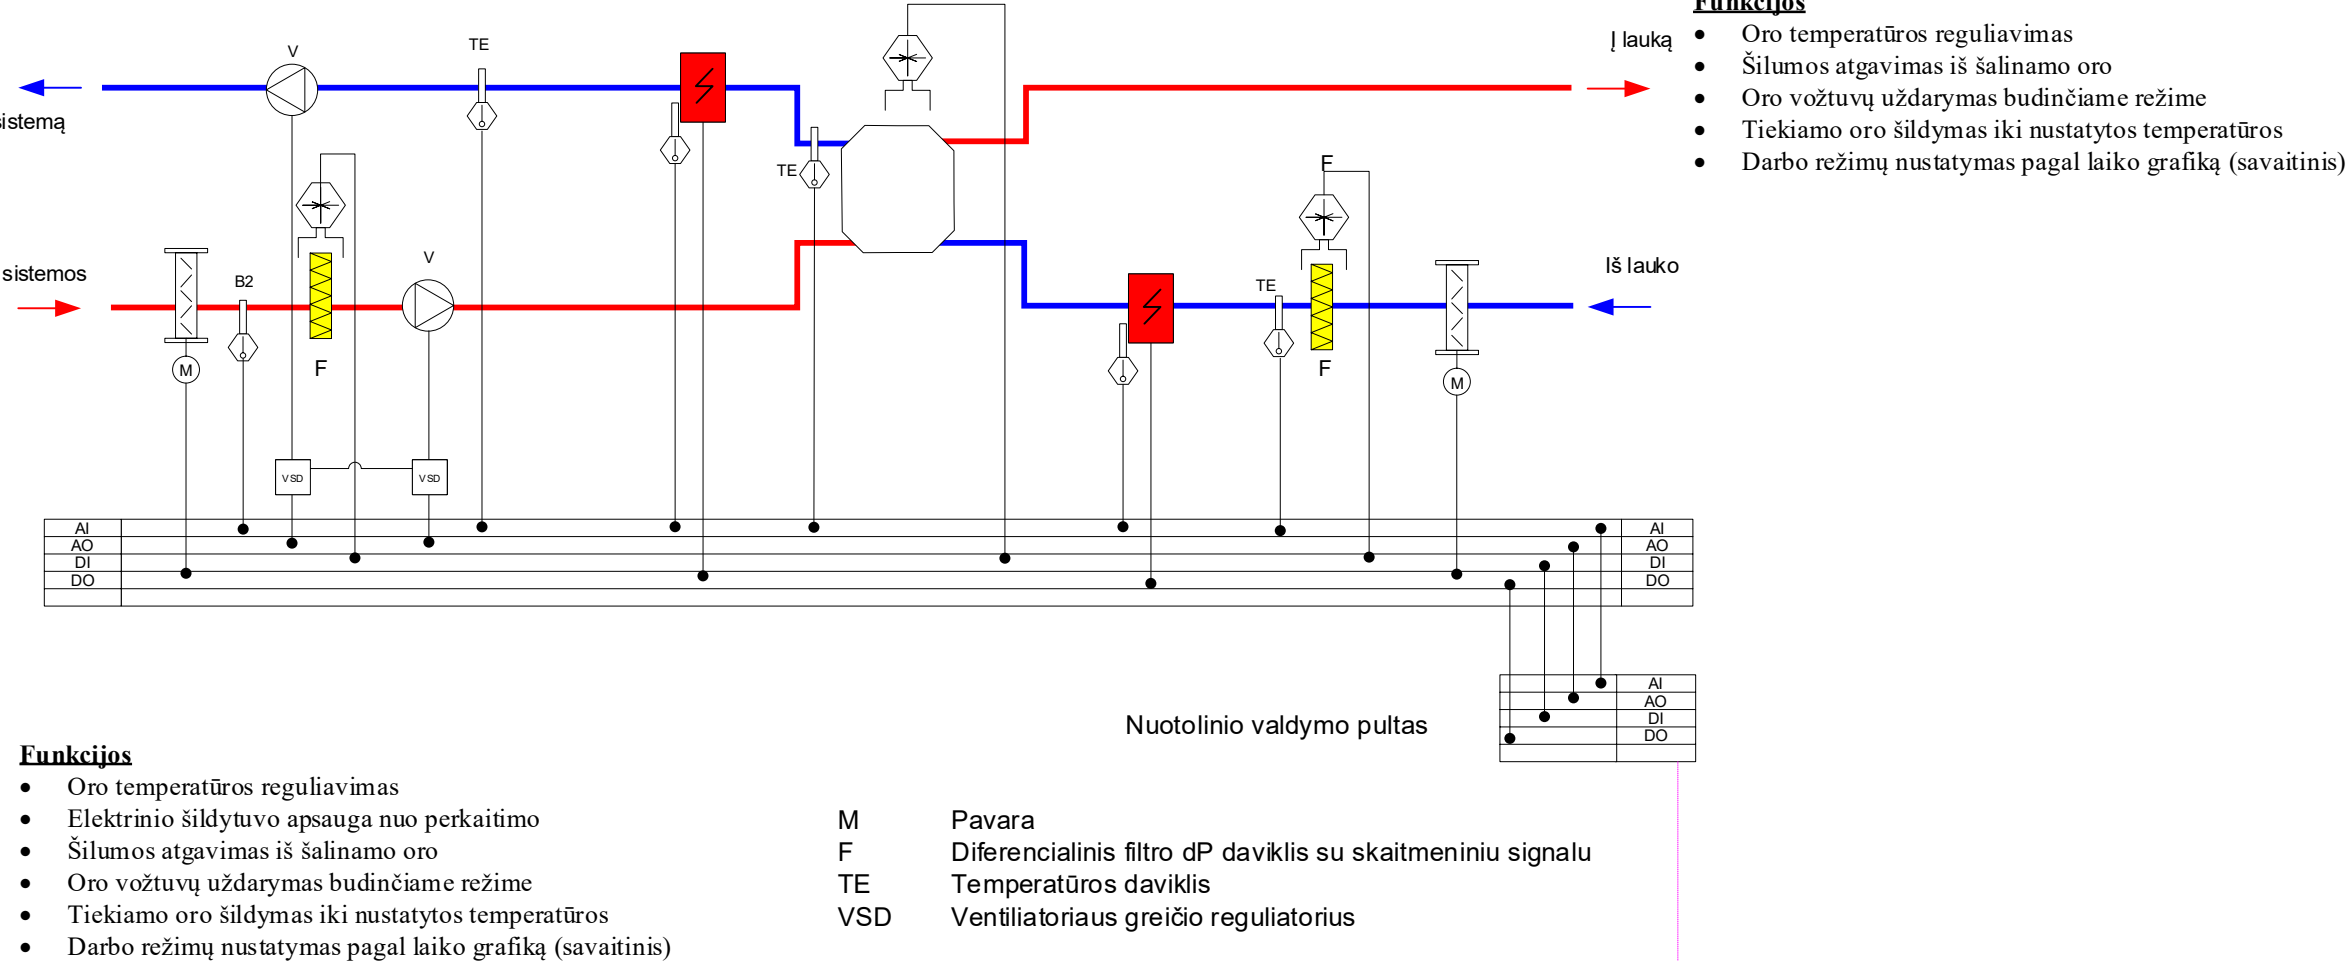 Funkcijos
• Oro temperatūros reguliavimas
• Šilumos atgavimas iš šalinamo oro
• Oro vožtuvų uždarymas budinčiame režime
• Tiekiamo oro šildymas iki nustatytos temperatūros
• Darbo režimų nustatymas pagal laiko grafiką (savaitinis)
V
TE
Į lauką
sistemą
TE
F
sistemos
B2
V
TE
Iš lauko
M
F
F
M
VSD
VSD
AI
AI
AO
AO
DI
DI
DO
DO
AI
AO
DI
DO
Nuotolinio valdymo pultas
Funkcijos
• Oro temperatūros reguliavimas
• Elektrinio šildytuvo apsauga nuo perkaitimo
• Šilumos atgavimas iš šalinamo oro
• Oro vožtuvų uždarymas budinčiame režime
• Tiekiamo oro šildymas iki nustatytos temperatūros
• Darbo režimų nustatymas pagal laiko grafiką (savaitinis)
M Pavara
F Diferencialinis filtro dP daviklis su skaitmeniniu signalu
TE Temperatūros daviklis
VSD Ventiliatoriaus greičio reguliatorius